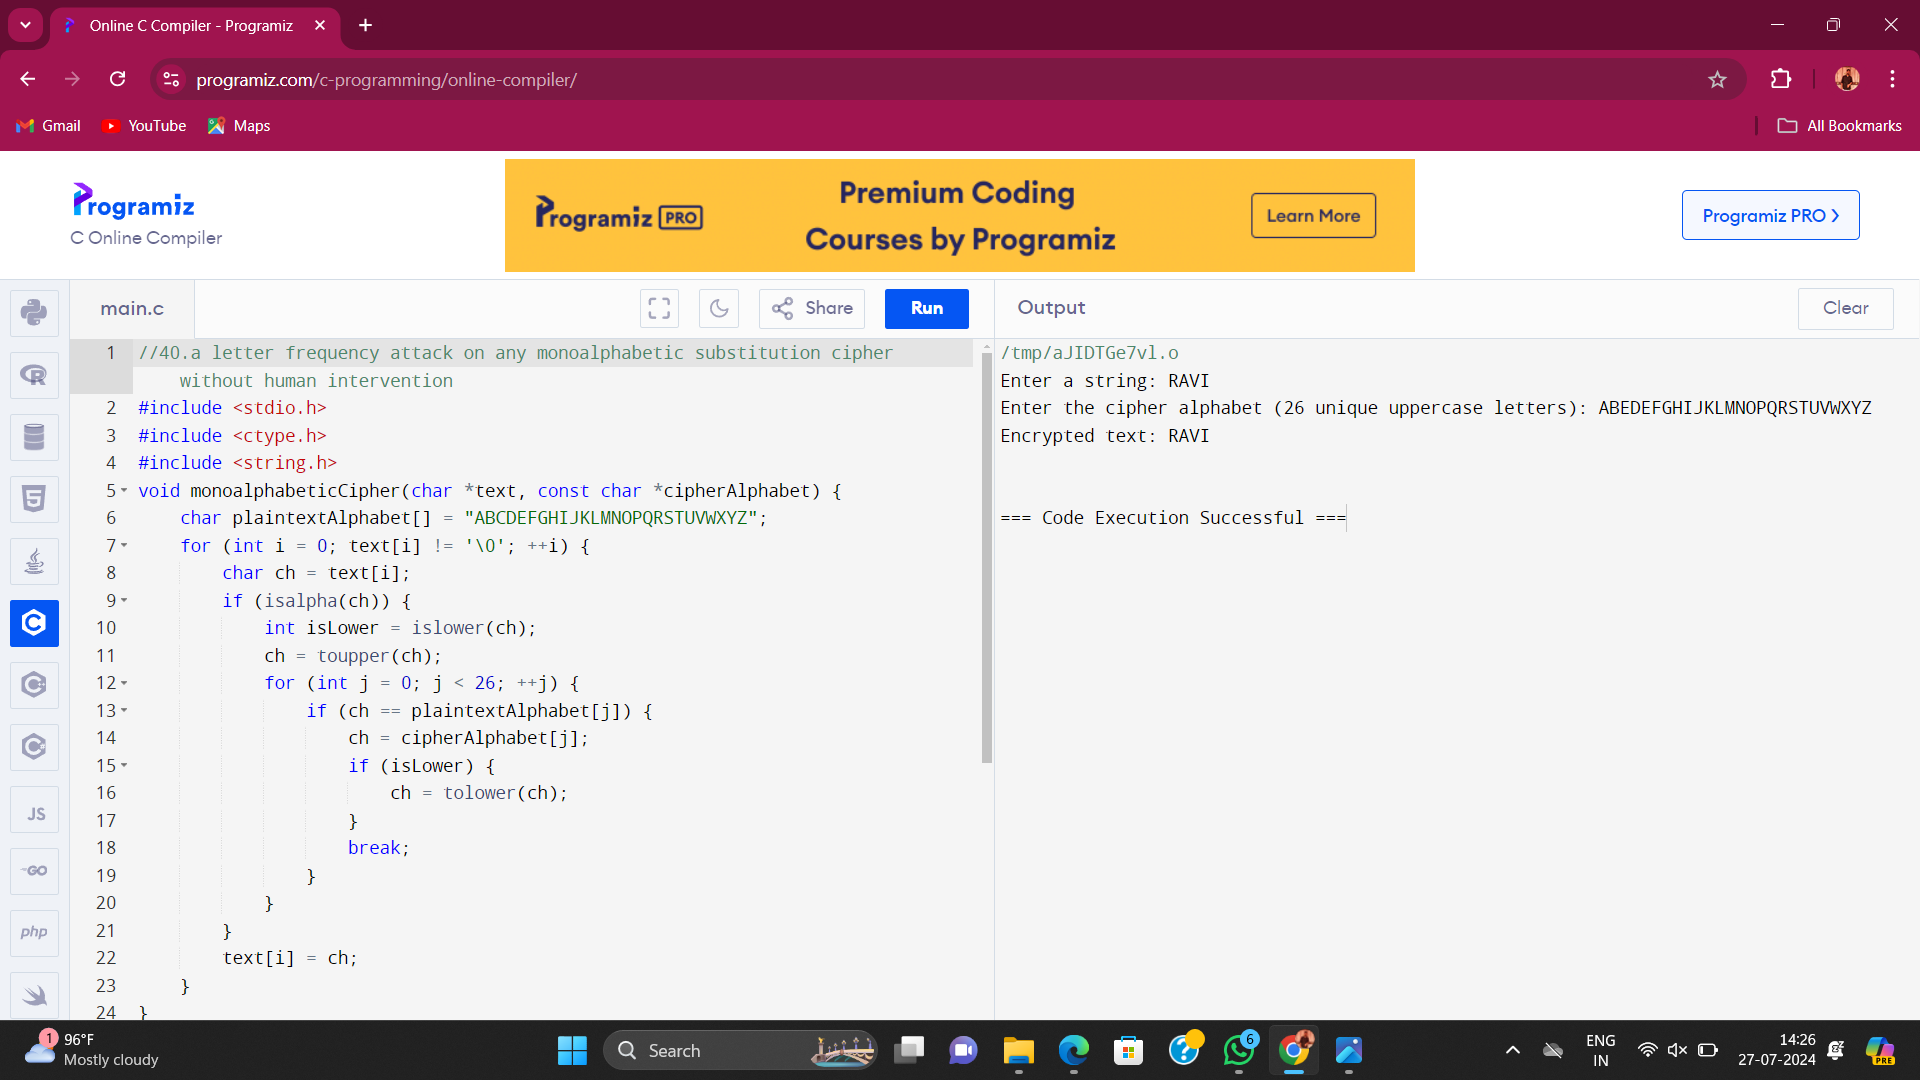 Online C Compiler - Programiz
programiz.com/c-programming/online-compiler/
Gmail YouTube Maps All Bookmarks
Programiz
C Online Compiler
Programiz PRO
Premium Coding
Courses by Programiz
Learn More
Programiz PRO >
main.c Share Run
Output Clear
1 //40.a letter frequency attack on any monoalphabetic substitution cipher
without human intervention
2 #include <stdio.h>
3 #include <ctype.h>
4 #include <string.h>
5 void monoalphabeticCipher(char *text, const char *cipherAlphabet) {
6 char plaintextAlphabet[] = "ABCDEFGHIJKLMNOPQRSTUVWXYZ";
7 for (int i = 0; text[i] != '\0'; ++i) {
8 char ch = text[i];
9 if (isalpha(ch)) {
10 int isLower = islower(ch);
11 ch = toupper(ch);
12 for (int j = 0; j < 26; ++j) {
13 if (ch == plaintextAlphabet[j]) {
14 ch = cipherAlphabet[j];
15 if (isLower) {
16 ch = tolower(ch);
17 }
18 break;
19 }
20 }
21 }
22 text[i] = ch;
23 }
24 }
/tmp/aJIDTGe7vl.o
Enter a string: RAVI
Enter the cipher alphabet (26 unique uppercase letters): ABEDEFGHIJKLMNOPQRSTUVWXYZ
Encrypted text: RAVI
=== Code Execution Successful ===
R
5
C
JS
GO
php
1
96°F
Mostly cloudy
Search
6
ENG
IN
14:26
27-07-2024
PRE